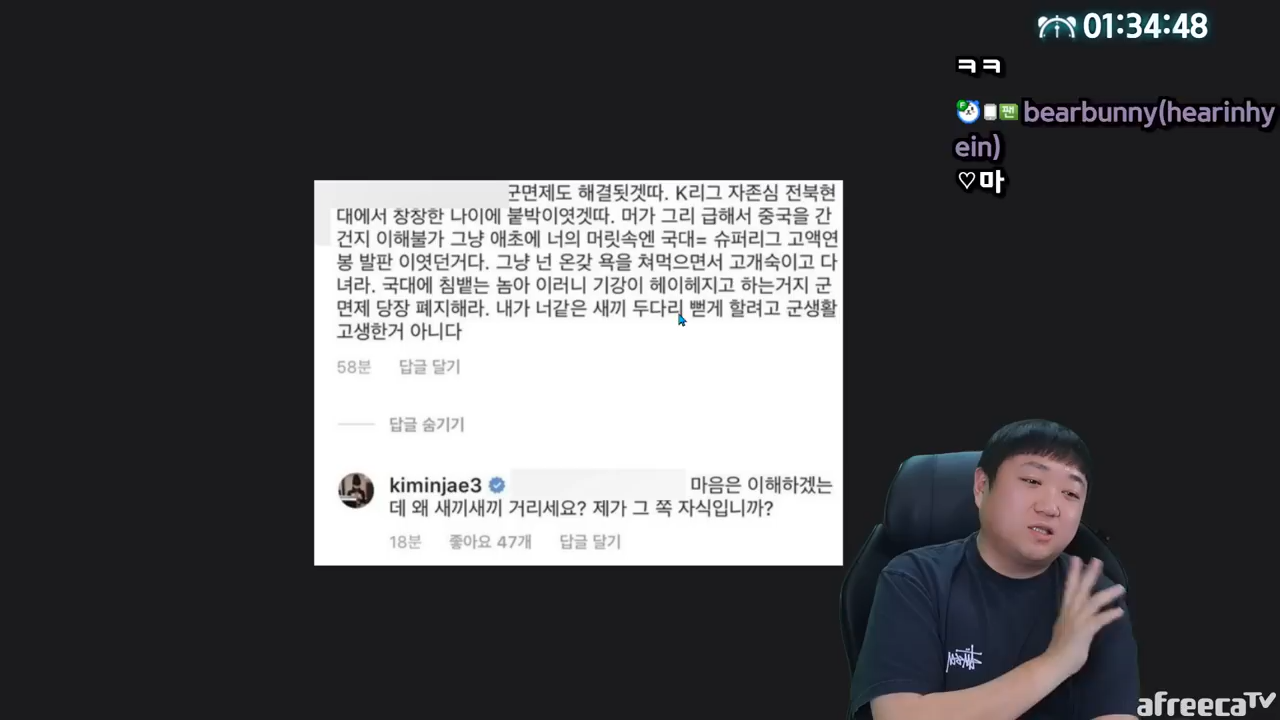 01:34:48
ㅋㅋ
bearbunny(hearinhy
ein)
♡마
군면제도 해결됫겟따. K리그 자존심 전북현
대에서 창창한 나이에 붙박이엿겟따. 머가 그리 급해서 중국을 간
건지 이해불가 그냥 애초에 너의 머릿속엔 국대= 슈퍼리그 고액연
봉 발판 이엿던거다. 그냥 넌 온갖 욕을 쳐먹으면서 고개숙이고 다
녀라. 국대에 침뱉는 놈아 이러니 기강이 헤이헤지고 하는거지 군
면제 당장 폐지해라. 내가 너같은 새끼 두다리 뻗게 할려고 군생활
고생한거 아니다
58분 답글 달기
답글 숨기기
kiminjae3 마음은 이해하겠는
데 왜 새끼새끼 거리세요? 제가 그 쪽 자식입니까?
18분 좋아요 47개 답글 달기
afreecaTV